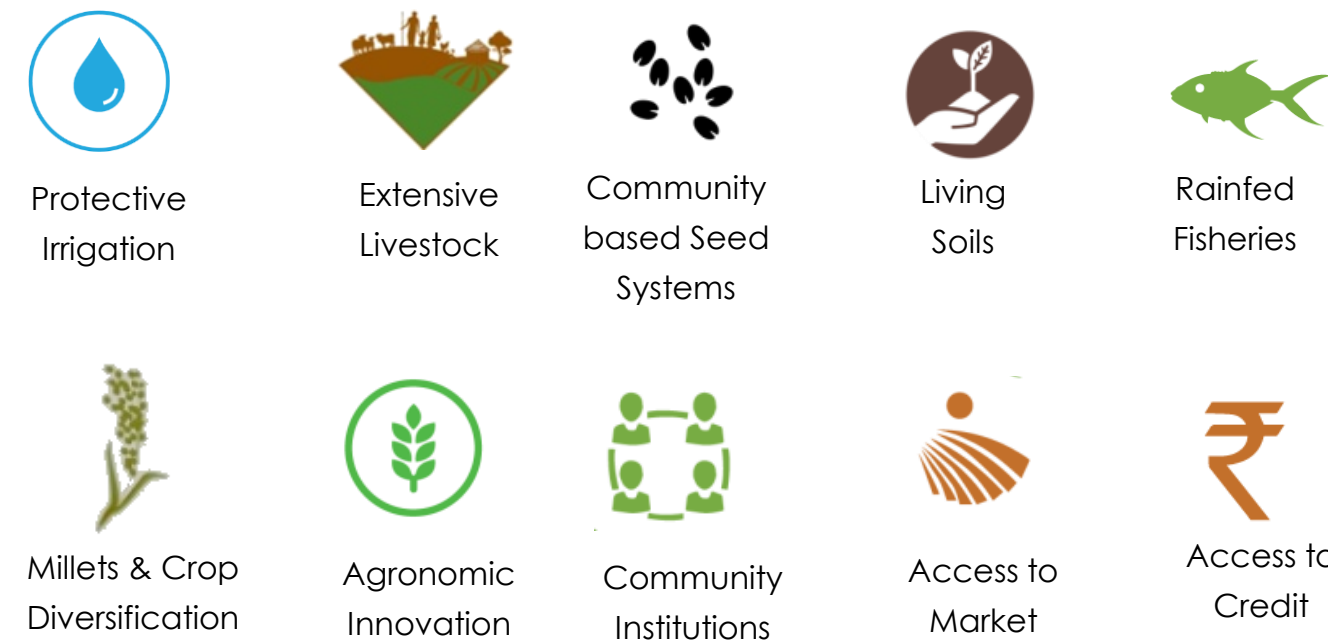 Protective
Irrigation
Extensive
Livestock
Community
based Seed
Systems
Living
Soils
Rainfed
Fisheries
Millets & Crop
Diversification
Agronomic
Innovation
Community
Institutions
Access to
Market
Access to
Credit